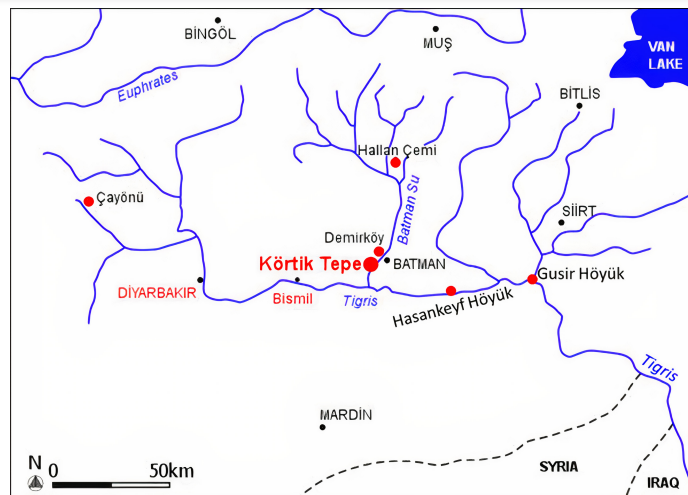 BİNGÖL
MUŞ
VAN
LAKE
Euphrates
BİTLİS
Hallan Çemi
Çayönü
Batman Su
SİİRT
Demirköy
Körtik Tepe
BATMAN
Gusir Höyük
DİYARBAKIR
Bismil
Tigris
Hasankeyf Höyük
Tigris
MARDİN
N
0 50km
SYRIA
IRAQ